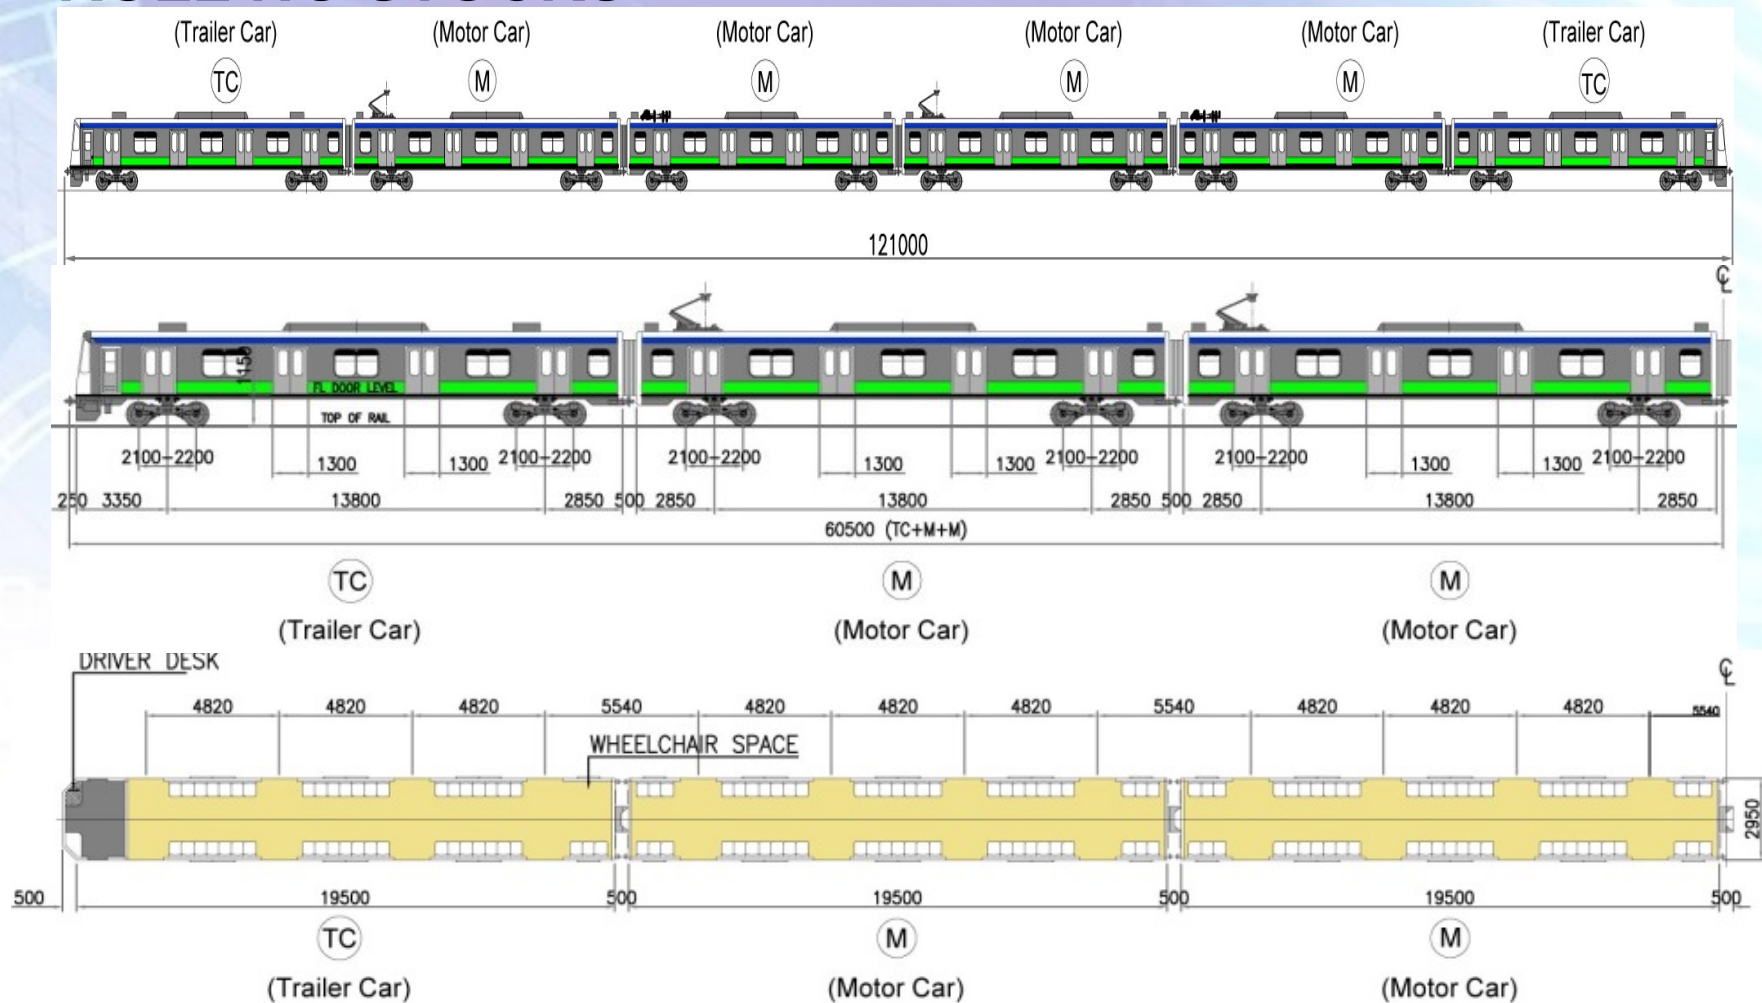 (Trailer Car) (Motor Car) (Motor Car) (Motor Car) (Motor Car) (Trailer Car)
TC M M M M TC
121000
℄
1150
FL DOOR LEVEL
TOP OF RAIL
2100-2200 1300 1300 2100-2200 2100-2200 1300 1300 2100-2200 2100-2200 1300 1300 2100-2200
250 3350 13800 2850 500 2850 13800 2850 500 2850 13800 2850
60500 (TC+M+M)
TC M M
(Trailer Car) (Motor Car) (Motor Car)
DRIVER DESK
℄
4820 4820 4820 5540 4820 4820 4820 5540 4820 4820 4820 5540
WHEELCHAIR SPACE
2950
500 19500 500 19500 500 19500 500
TC M M
(Trailer Car) (Motor Car) (Motor Car)